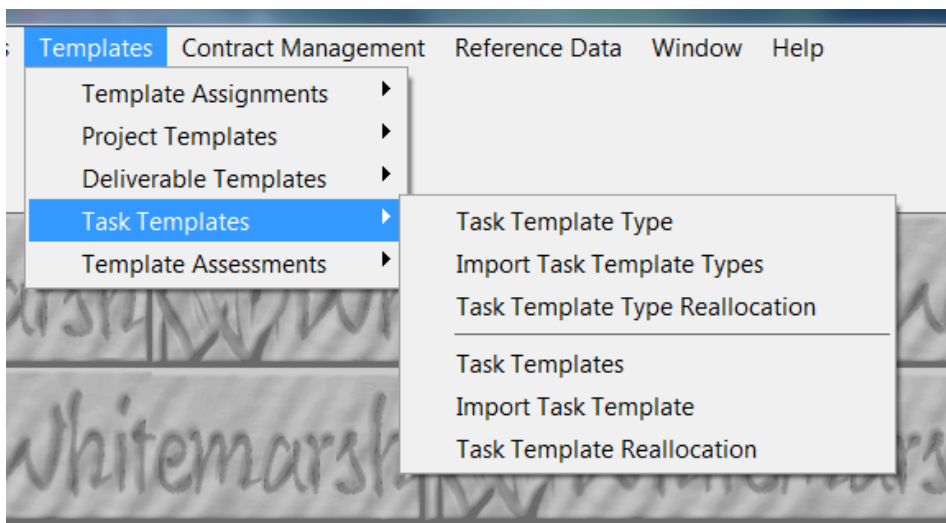 s Templates Contract Management Reference Data Window Help
Template Assignments
Project Templates
Deliverable Templates
Task Templates
Template Assessments
Task Template Type
Import Task Template Types
Task Template Type Reallocation
Task Templates
Import Task Template
Task Template Reallocation
Whitemarsh